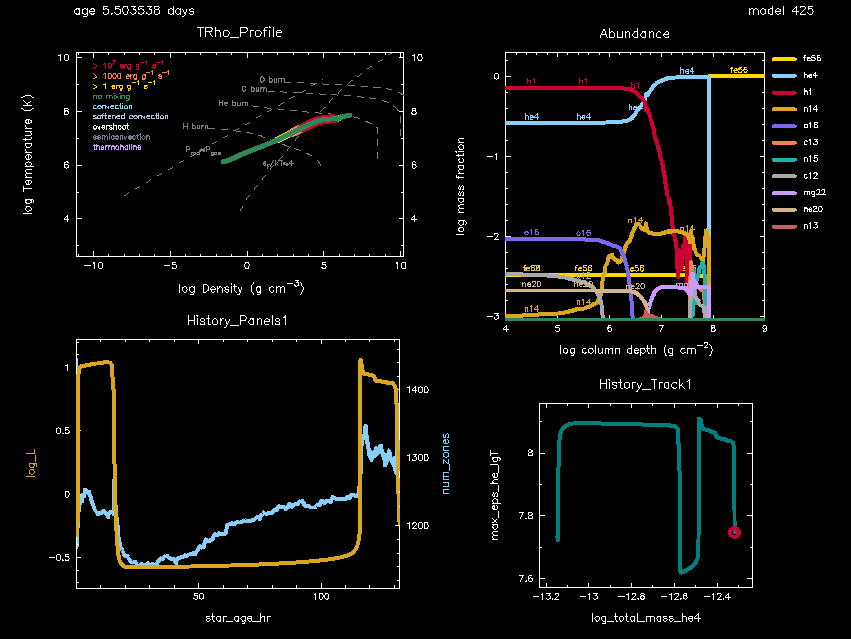 age 5.503538 days
model 425
TRho_Profile
> 10⁷ erg g⁻¹ s⁻¹
> 1000 erg g⁻¹ s⁻¹
> 1 erg g⁻¹ s⁻¹
no mixing
convection
softened convection
overshoot
semiconvection
thermohaline
O burn
C burn
He burn
H burn
log Temperature (K)
10
8
6
4
10
8
6
4
−10
−5
0
5
10
log Density (g cm⁻³)
Abundance
log mass fraction
0
−1
−2
−3
h1
h1
h1
he4
he4
he4
fe56
o16
o16
n14
fe56
fe56
fe56
ne20
ne20
n14
n14
4
5
6
7
8
9
log column depth (g cm⁻²)
fe56
he4
h1
n14
o16
c13
n15
c12
mg22
ne20
n13
History_Panels1
log_L
1
0.5
0
−0.5
1400
1300
1200
num_zones
50
100
star_age_hr
History_Track1
max_eps_he_lgT
8
7.8
7.6
−13.2
−13
−12.8
−12.6
−12.4
log_total_mass_he4